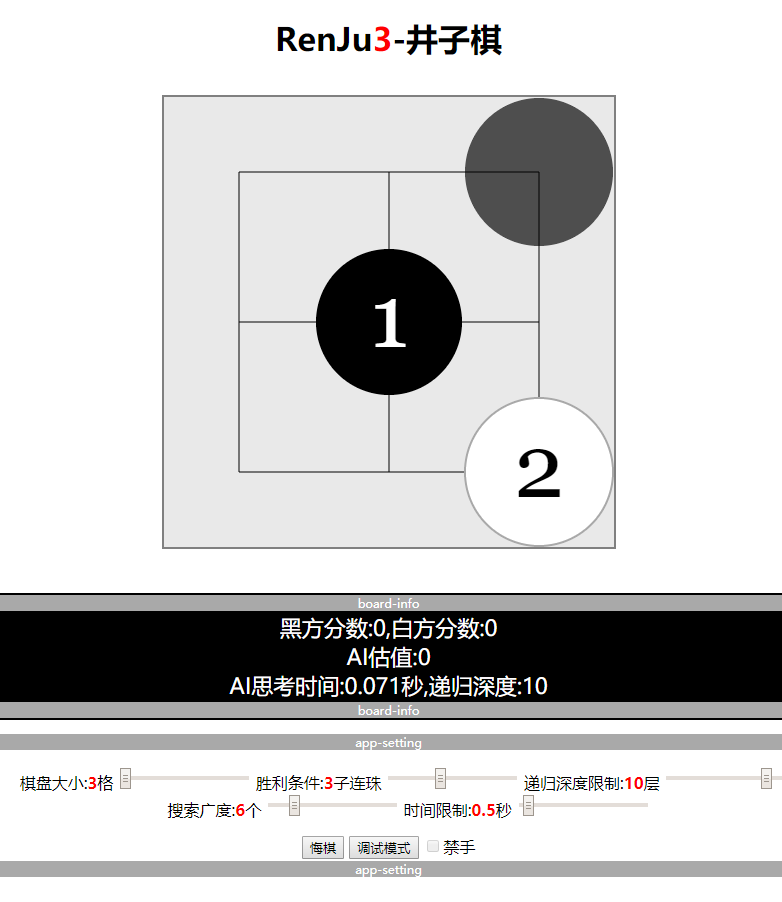 RenJu3-井子棋
1
2
board-info
黑方分数:0,白方分数:0
AI估值:0
AI思考时间:0.071秒,递归深度:10
board-info
app-setting
棋盘大小:3格 胜利条件:3子连珠 递归深度限制:10层
搜索广度:6个 时间限制:0.5秒
悔棋 调试模式 禁手
app-setting